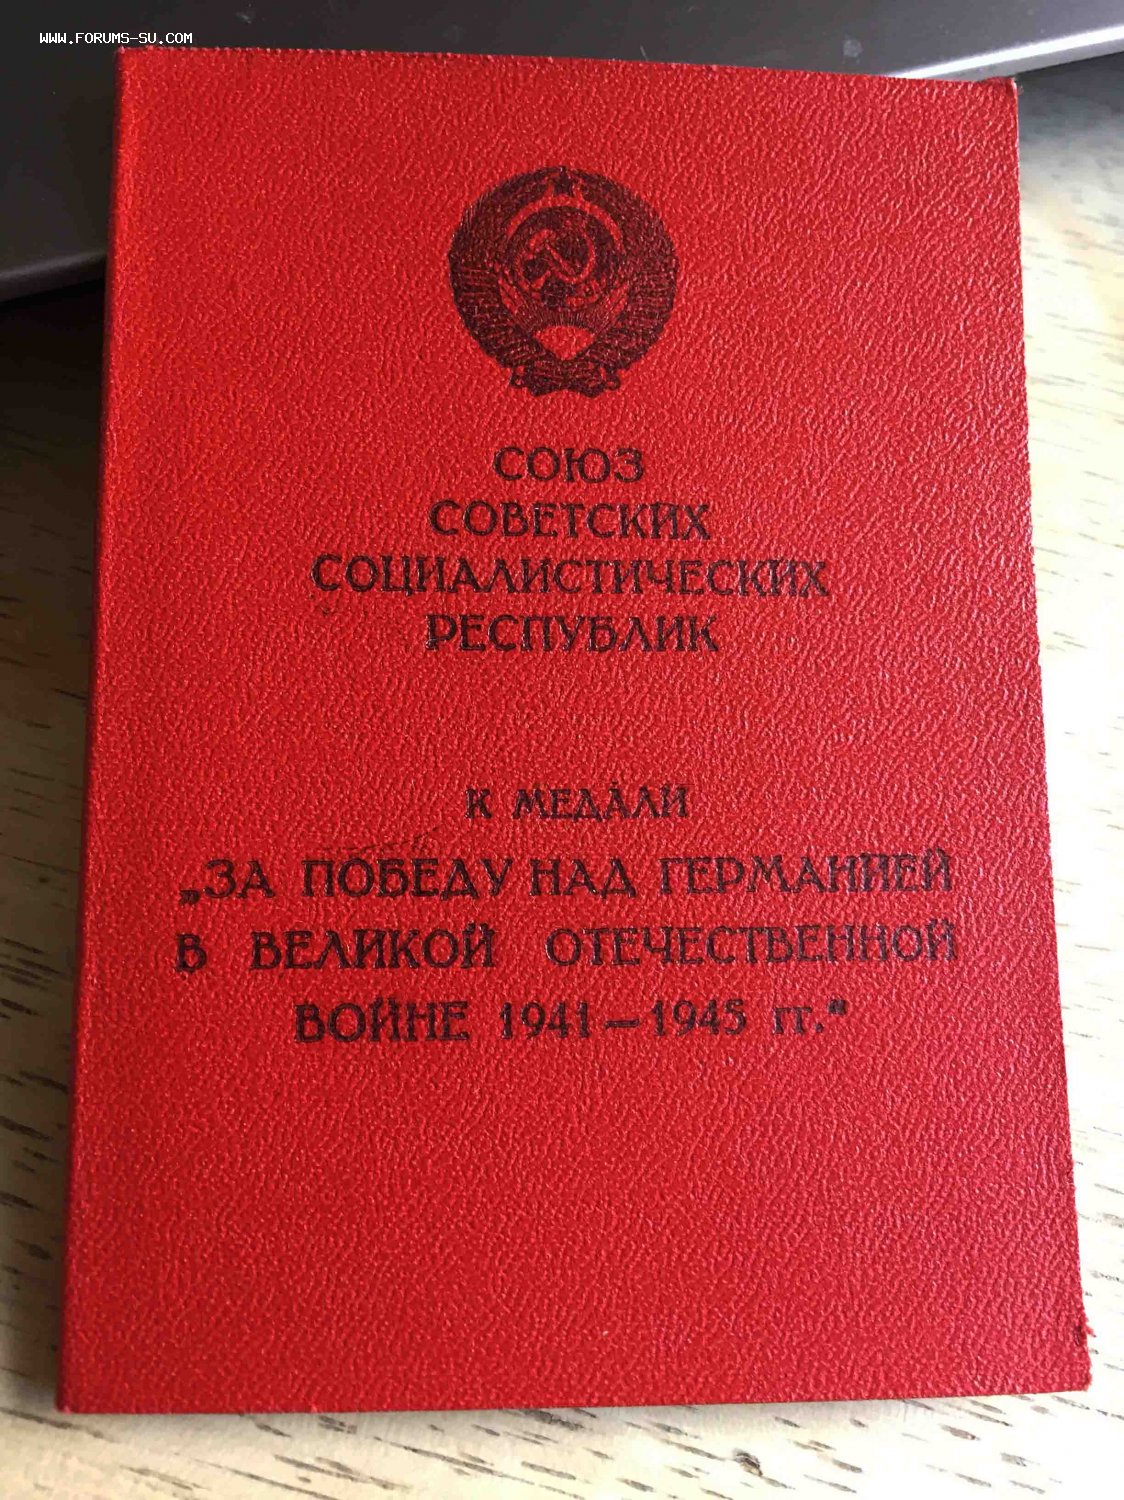 WWW.FORUMS-SU.COM
СОЮЗ
СОВЕТСКИХ
СОЦИАЛИСТИЧЕСКИХ
РЕСПУБЛИК
К МЕДАЛИ
„ЗА ПОБЕДУ НАД ГЕРМАНИЕЙ
В ВЕЛИКОЙ ОТЕЧЕСТВЕННОЙ
ВОЙНЕ 1941—1945 гг.“